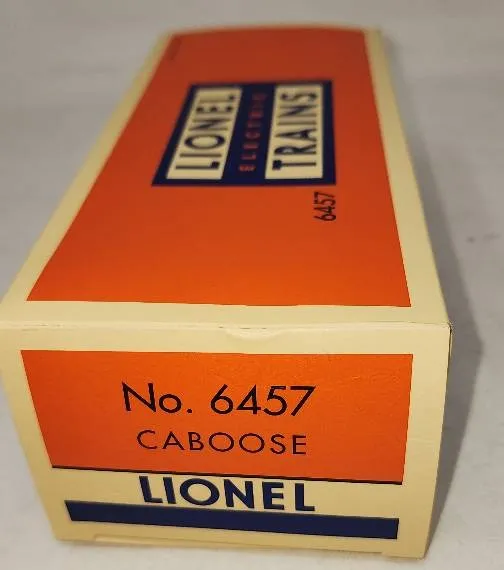 LIONEL
ELECTRIC
TRAINS
6457
No. 6457
CABOOSE
LIONEL